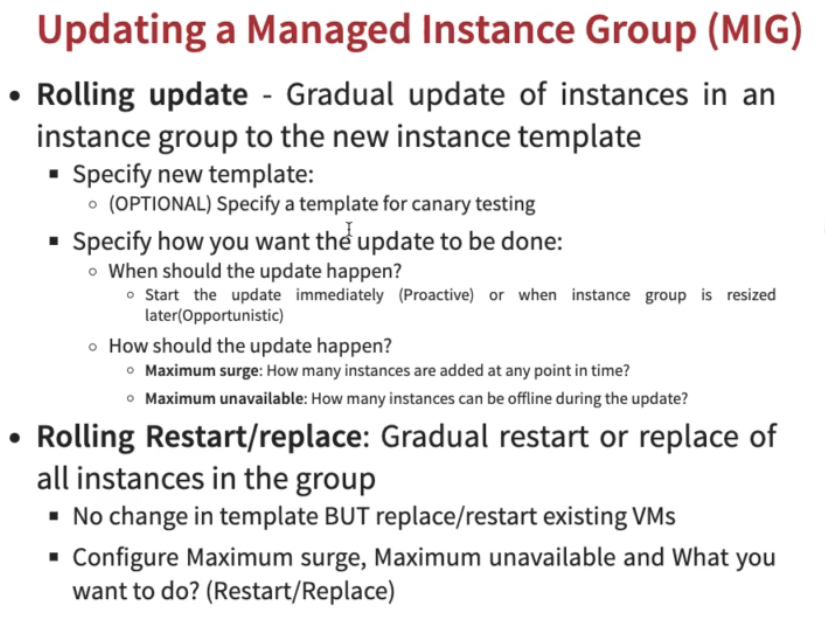 Updating a Managed Instance Group (MIG)
• Rolling update - Gradual update of instances in an
instance group to the new instance template
▪ Specify new template:
◦ (OPTIONAL) Specify a template for canary testing
▪ Specify how you want the update to be done:
◦ When should the update happen?
◦ Start the update immediately (Proactive) or when instance group is resized
later(Opportunistic)
◦ How should the update happen?
◦ Maximum surge: How many instances are added at any point in time?
◦ Maximum unavailable: How many instances can be offline during the update?
• Rolling Restart/replace: Gradual restart or replace of
all instances in the group
▪ No change in template BUT replace/restart existing VMs
▪ Configure Maximum surge, Maximum unavailable and What you
want to do? (Restart/Replace)